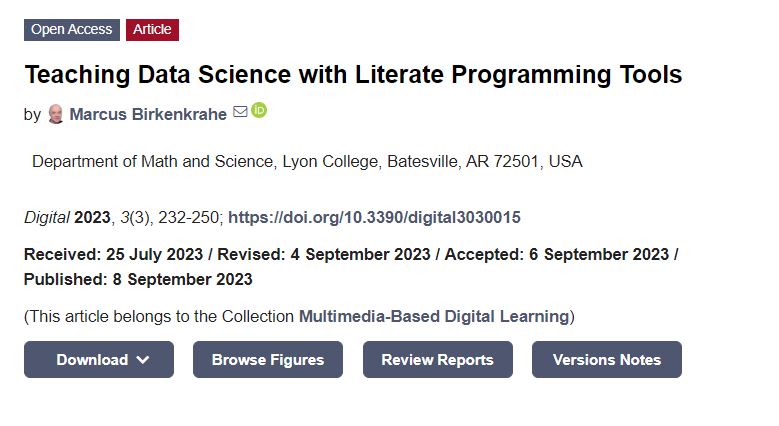 Open Access Article
Teaching Data Science with Literate Programming Tools
by Marcus Birkenkrahe iD
Department of Math and Science, Lyon College, Batesville, AR 72501, USA
Digital 2023, 3(3), 232-250; https://doi.org/10.3390/digital3030015
Received: 25 July 2023 / Revised: 4 September 2023 / Accepted: 6 September 2023 /
Published: 8 September 2023
(This article belongs to the Collection Multimedia-Based Digital Learning)
Download Browse Figures Review Reports Versions Notes